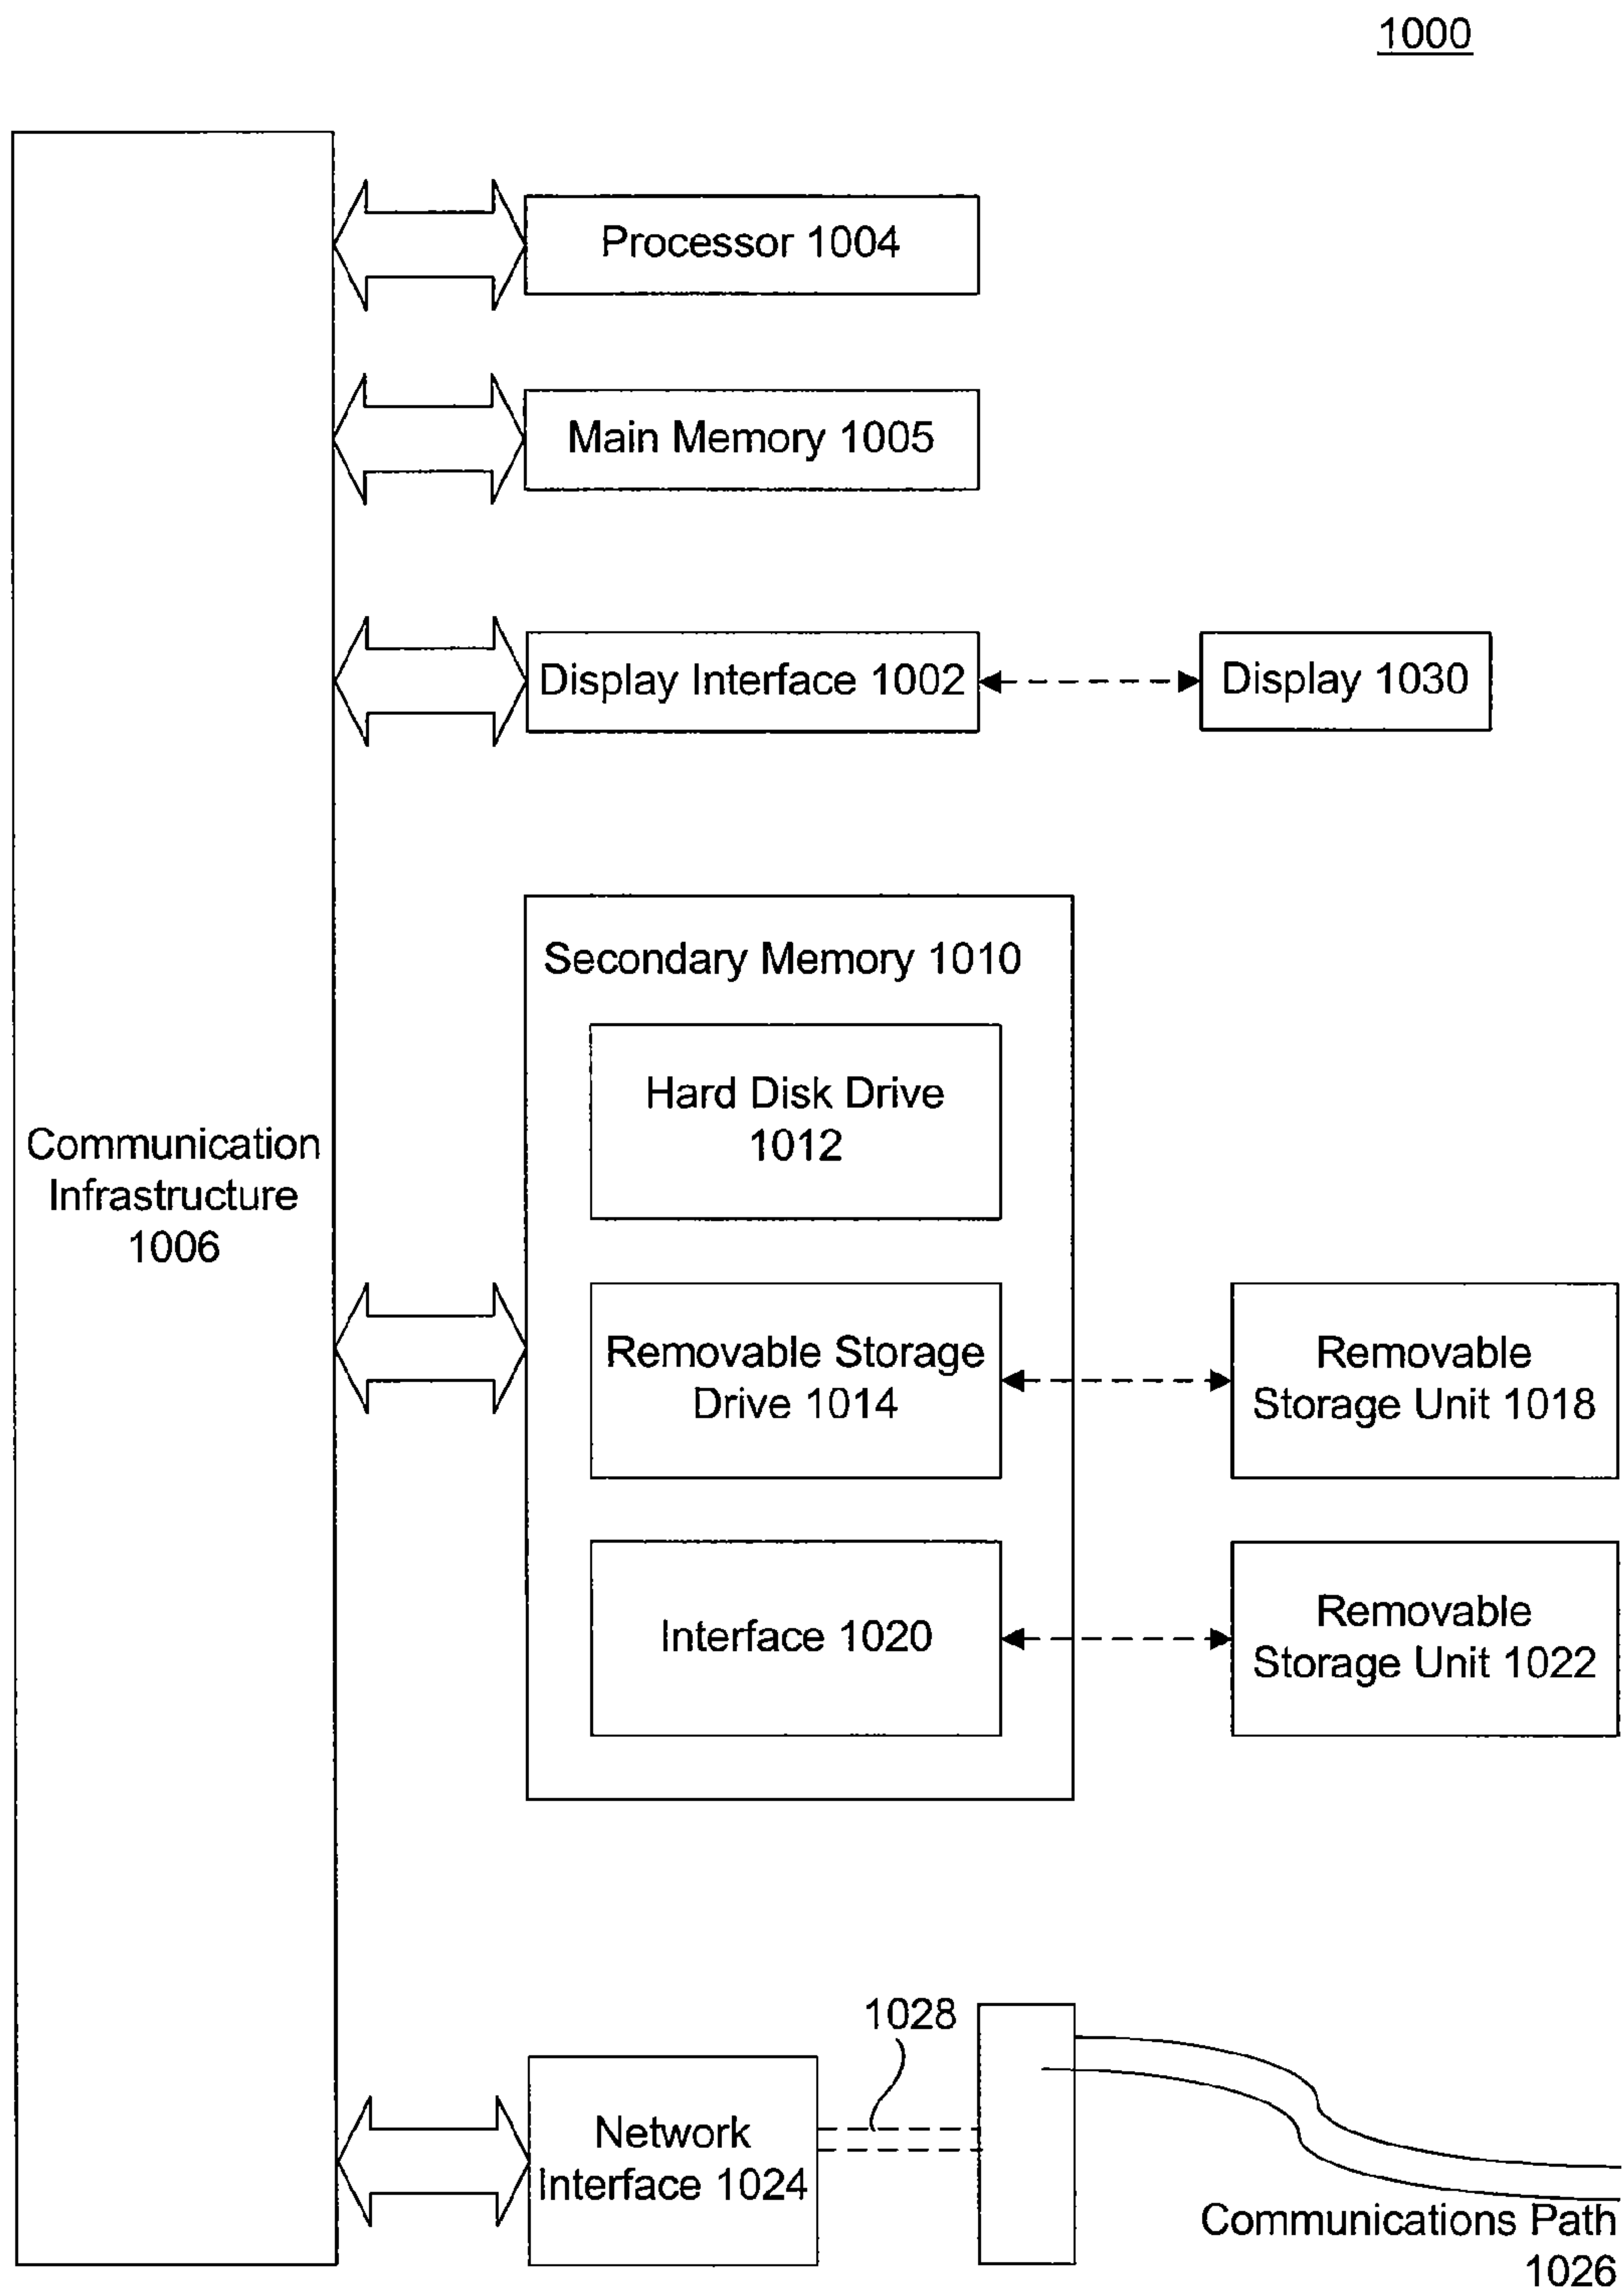 1000
Processor 1004
Main Memory 1005
Display Interface 1002
Display 1030
Secondary Memory 1010
Hard Disk Drive
1012
Communication
Infrastructure
1006
Removable Storage
Drive 1014
Removable
Storage Unit 1018
Interface 1020
Removable
Storage Unit 1022
1028
Network
Interface 1024
Communications Path
1026